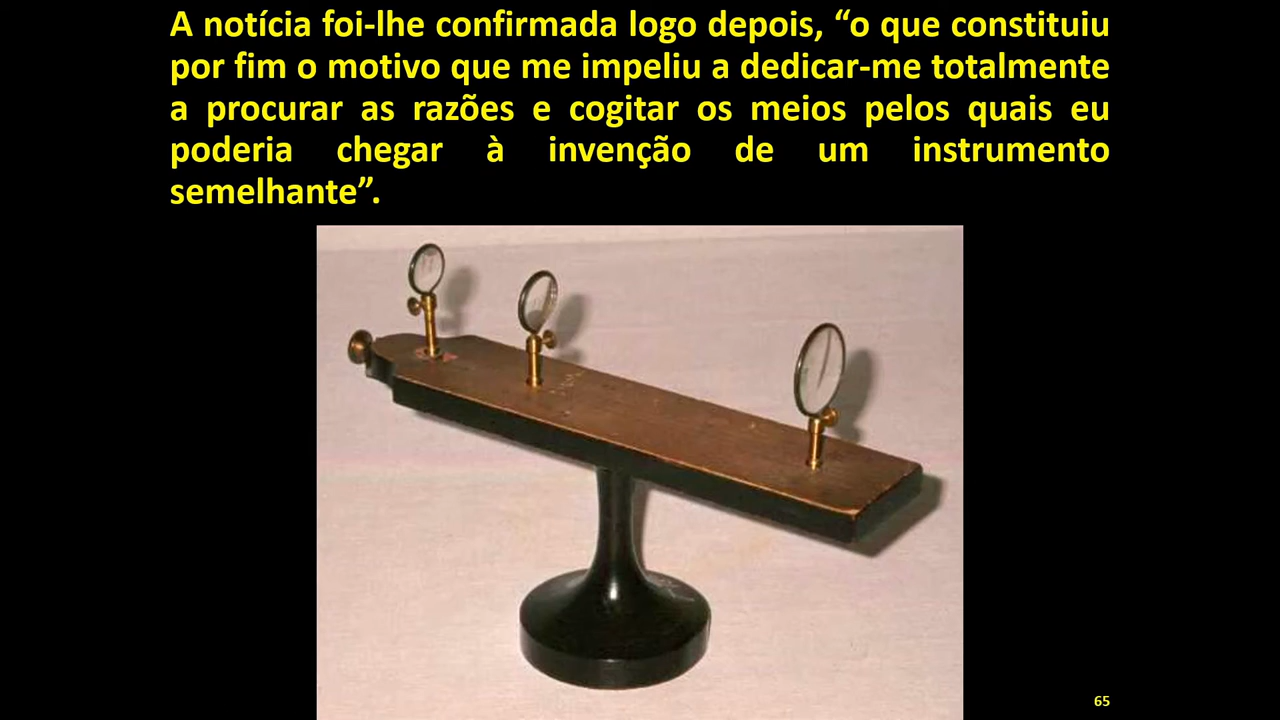 A notícia foi-lhe confirmada logo depois, “o que constituiu
por fim o motivo que me impeliu a dedicar-me totalmente
a procurar as razões e cogitar os meios pelos quais eu
poderia chegar à invenção de um instrumento
semelhante”.
65